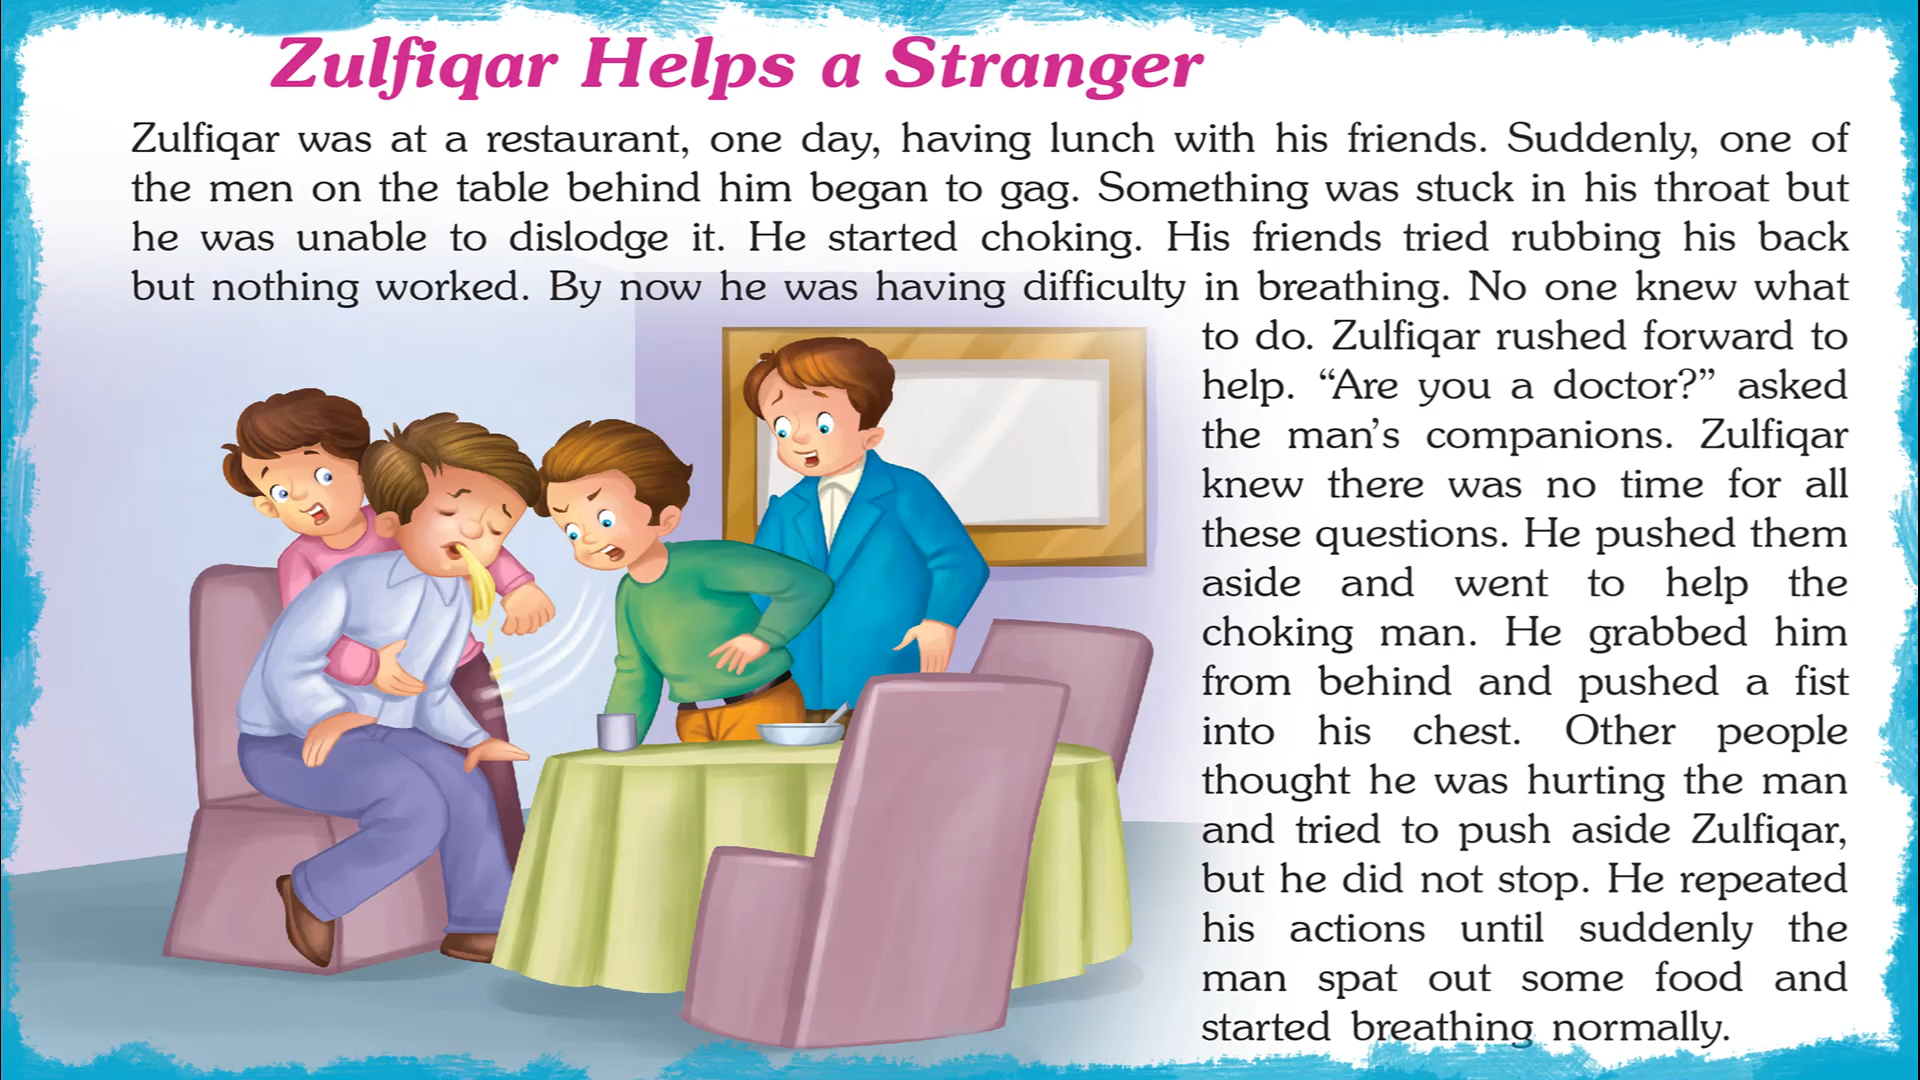 Zulfiqar Helps a Stranger
Zulfiqar was at a restaurant, one day, having lunch with his friends. Suddenly, one of
the men on the table behind him began to gag. Something was stuck in his throat but
he was unable to dislodge it. He started choking. His friends tried rubbing his back
but nothing worked. By now he was having difficulty in breathing. No one knew what
to do. Zulfiqar rushed forward to
help. “Are you a doctor?” asked
the man’s companions. Zulfiqar
knew there was no time for all
these questions. He pushed them
aside and went to help the
choking man. He grabbed him
from behind and pushed a fist
into his chest. Other people
thought he was hurting the man
and tried to push aside Zulfiqar,
but he did not stop. He repeated
his actions until suddenly the
man spat out some food and
started breathing normally.